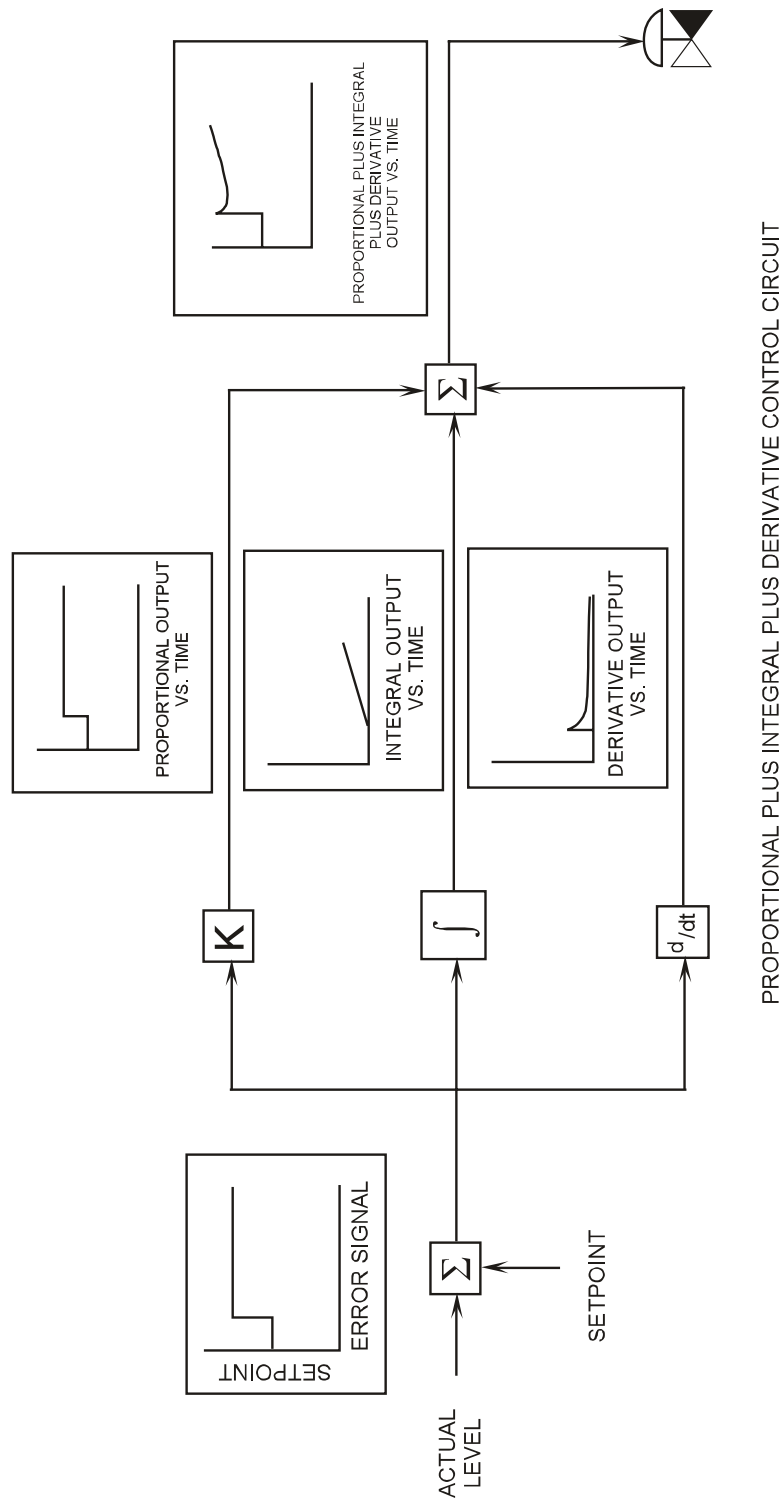 SETPOINT
ERROR SIGNAL
ACTUAL
LEVEL
Σ
SETPOINT
K
∫
d/dt
PROPORTIONAL OUTPUT
VS. TIME
INTEGRAL OUTPUT
VS. TIME
DERIVATIVE OUTPUT
VS. TIME
Σ
PROPORTIONAL PLUS INTEGRAL
PLUS DERIVATIVE
OUTPUT VS. TIME
PROPORTIONAL PLUS INTEGRAL PLUS DERIVATIVE CONTROL CIRCUIT